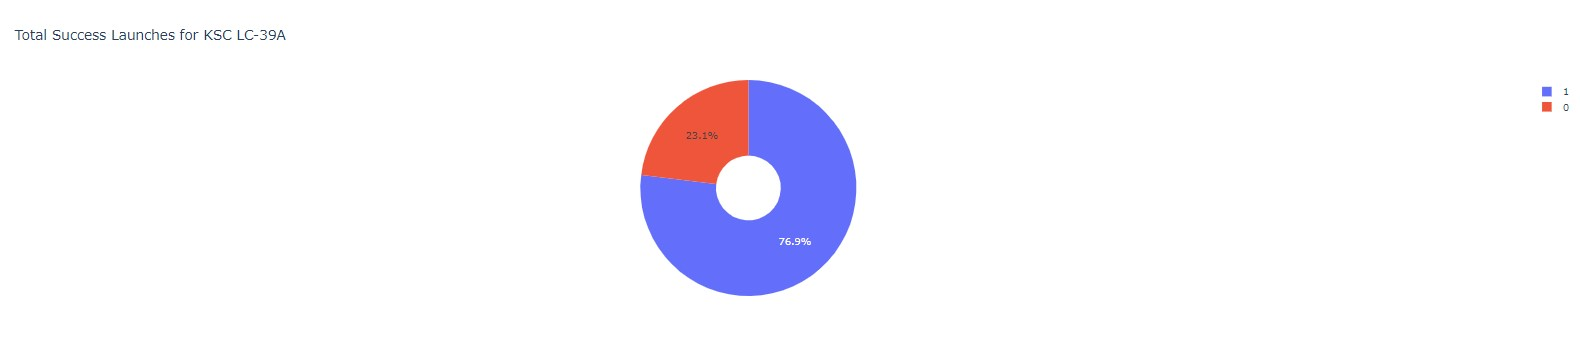 Total Success Launches for KSC LC-39A
1
0
23.1%
76.9%